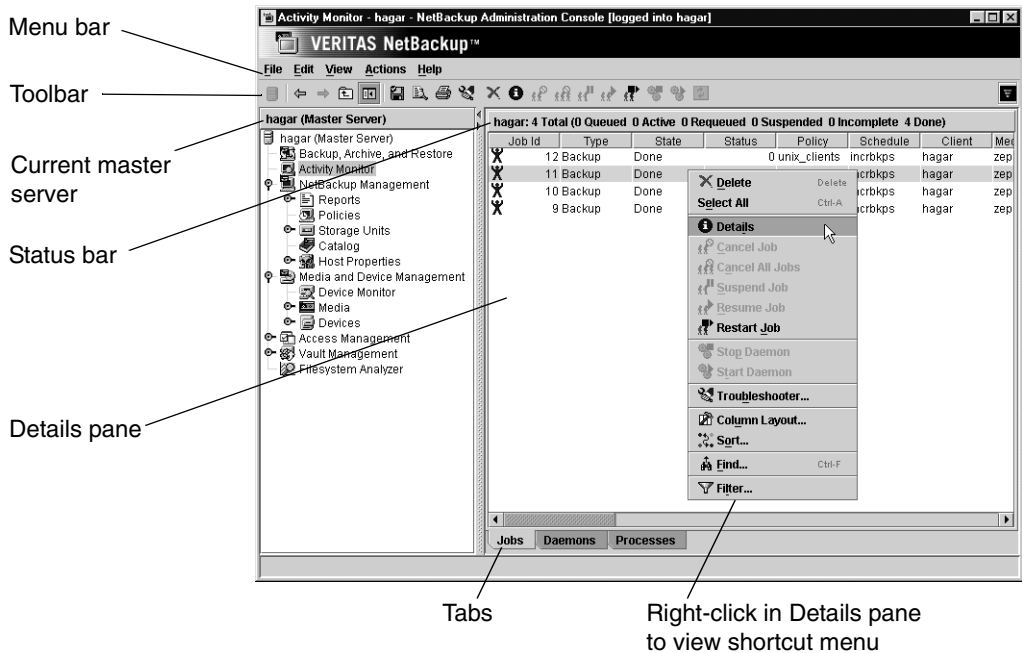 Activity Monitor - hagar - NetBackup Administration Console [logged into hagar]
VERITAS NetBackup™
Menu bar
File Edit View Actions Help
Toolbar
Current master
server
hagar (Master Server)
hagar (Master Server)
Backup, Archive, and Restore
Activity Monitor
NetBackup Management
Reports
Policies
Storage Units
Catalog
Host Properties
Media and Device Management
Device Monitor
Media
Devices
Access Management
Vault Management
Filesystem Analyzer
Status bar
hagar: 4 Total (0 Queued 0 Active 0 Requeued 0 Suspended 0 Incomplete 4 Done)
Job Id Type State Status Policy Schedule Client Med
12 Backup Done 0 unix_clients incrbkps hagar zep
11 Backup Done ncrbkps hagar zep
10 Backup Done ncrbkps hagar zep
9 Backup Done ncrbkps hagar zep
Delete Delete
Select All Ctrl-A
Details
Cancel Job
Cancel All Jobs
Suspend Job
Resume Job
Restart Job
Stop Daemon
Start Daemon
Troubleshooter...
Column Layout...
Sort...
Find... Ctrl-F
Filter...
Details pane
Jobs Daemons Processes
Tabs
Right-click in Details pane
to view shortcut menu